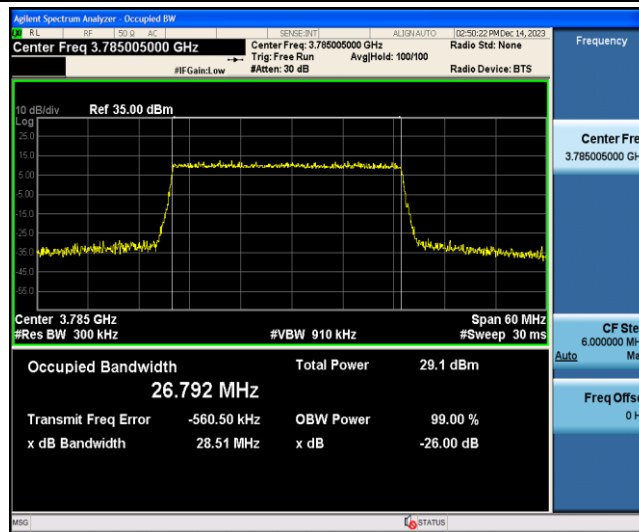 Agilent Spectrum Analyzer - Occupied BW
RL RF 50 Ω AC SENSE:INT ALIGNAUTO 02:50:22 PM Dec 14, 2023
Center Freq 3.785005000 GHz
Center Freq: 3.785005000 GHz
Radio Std: None
Trig: Free Run Avg|Hold: 100/100
#IFGain:Low #Atten: 30 dB Radio Device: BTS
Frequency
10 dB/div Ref 35.00 dBm
Log
25.0
15.0
5.00
-5.00
-15.0
-25.0
-35.0
-45.0
-55.0
Center 3.785 GHz Span 60 MHz
#Res BW 300 kHz #VBW 910 kHz #Sweep 30 ms
Occupied Bandwidth Total Power 29.1 dBm
26.792 MHz
Transmit Freq Error -560.50 kHz OBW Power 99.00 %
x dB Bandwidth 28.51 MHz x dB -26.00 dB
Center Fre
3.785005000 GH
CF Ste
6.000000 MH
Auto Ma
Freq Offse
0 H
MSG STATUS